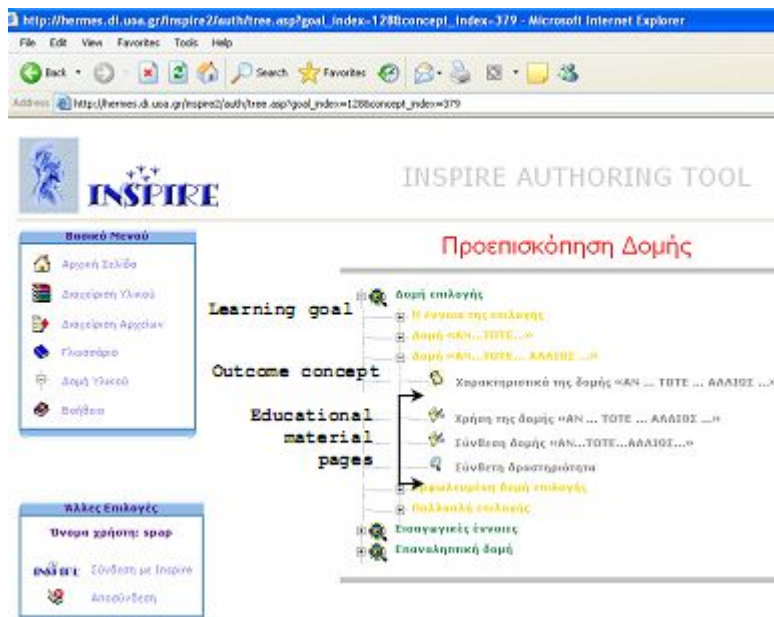 http://hermes.di.uoa.gr/inspire2/auth/tree.asp?goal_index=128&concept_index=379 - Microsoft Internet Explorer
File Edit View Favorites Tools Help
Back Search Favorites
Address http://hermes.di.uoa.gr/inspire2/auth/tree.asp?goal_index=128&concept_index=379
INSPIRE
INSPIRE AUTHORING TOOL
Βασικό Μενού
Αρχική Σελίδα
Διαχείριση Υλικού
Διαχείριση Αρχείων
Γλωσσάριο
Δομή Υλικού
Βοήθεια
Προεπισκόπηση Δομής
Learning goal
Outcome concept
Educational
material
pages
Δομή επιλογής
Η έννοια της επιλογής
Δομή «ΑΝ...ΤΟΤΕ...»
Δομή «ΑΝ...ΤΟΤΕ... ΑΛΛΙΩΣ ...»
Χαρακτηριστικά της δομής «ΑΝ ... ΤΟΤΕ ... ΑΛΛΙΩΣ ...»
Χρήση της δομής «ΑΝ ... ΤΟΤΕ ... ΑΛΛΙΩΣ ...»
Σύνθεση δομής «ΑΝ...ΤΟΤΕ...ΑΛΛΙΩΣ...»
Σύνθετη δραστηριότητα
Εμφωλευμένη δομή επιλογής
Πολλαπλή επιλογής
Εισαγωγικές έννοιες
Επαναληπτική δομή
Άλλες Επιλογές
Όνομα χρήστη: spap
INSPIRE Σύνδεση με Inspire
Αποσύνδεση